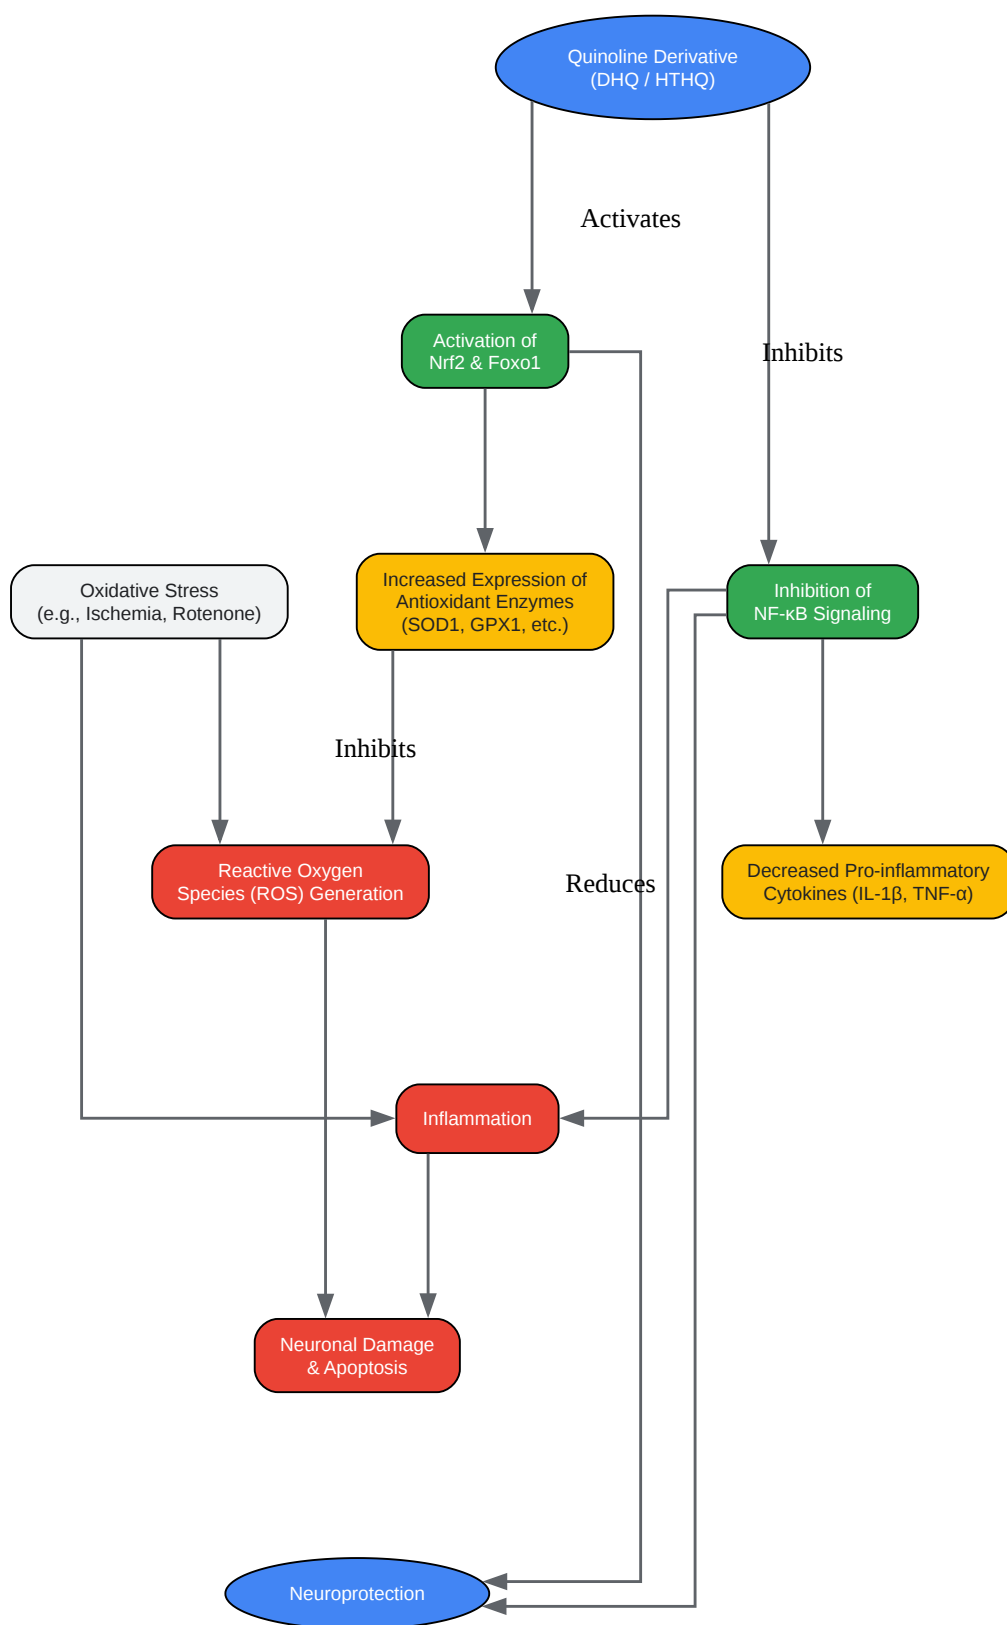 Quinoline Derivative
(DHQ / HTHQ)
Activates
Activation of
Nrf2 & Foxo1
Inhibits
Oxidative Stress
(e.g., Ischemia, Rotenone)
Increased Expression of
Antioxidant Enzymes
(SOD1, GPX1, etc.)
Inhibition of
NF-κB Signaling
Inhibits
Reactive Oxygen
Species (ROS) Generation
Reduces
Decreased Pro-inflammatory
Cytokines (IL-1β, TNF-α)
Inflammation
Neuronal Damage
& Apoptosis
Neuroprotection